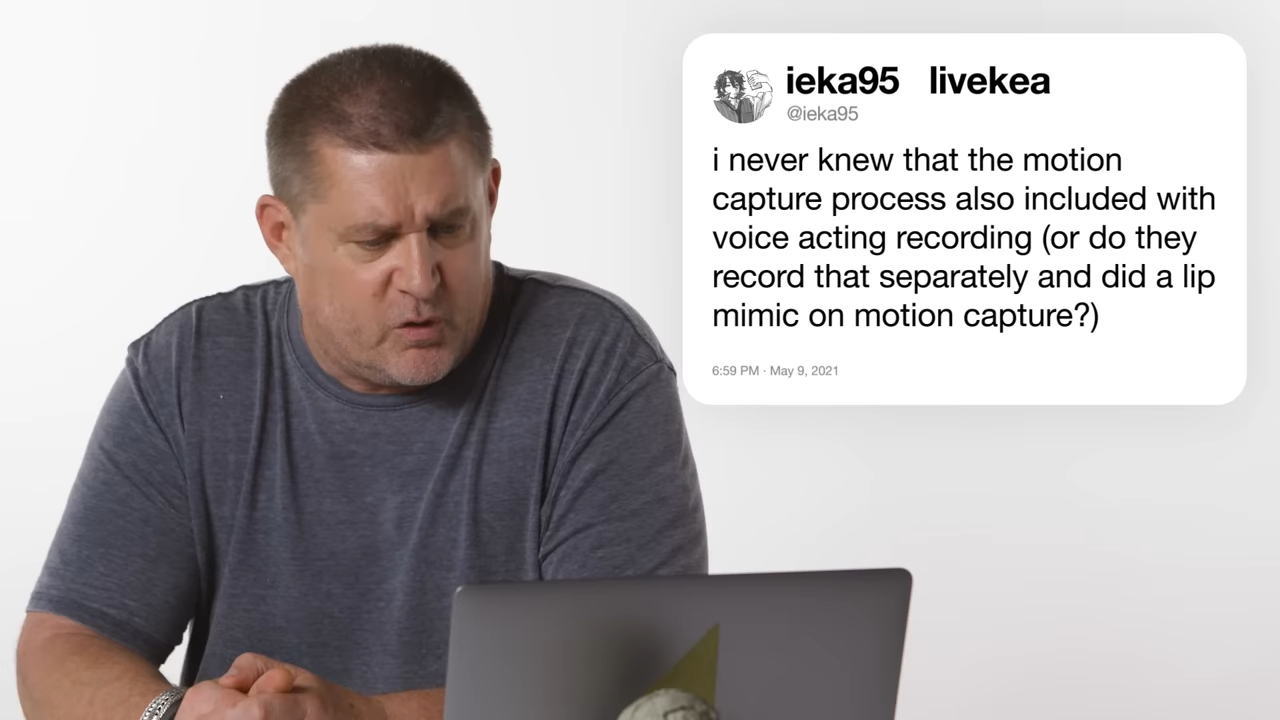 ieka95 livekea
@ieka95
i never knew that the motion
capture process also included with
voice acting recording (or do they
record that separately and did a lip
mimic on motion capture?)
6:59 PM · May 9, 2021